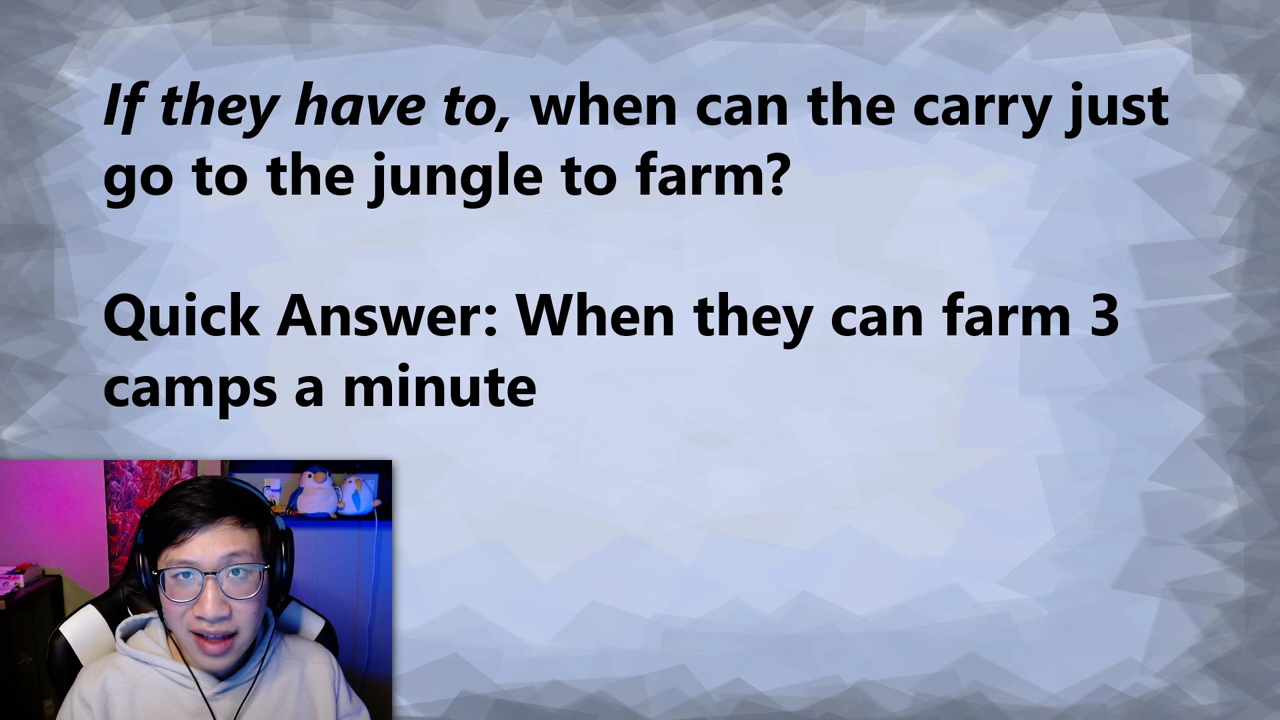 If they have to, when can the carry just
go to the jungle to farm?
Quick Answer: When they can farm 3
camps a minute